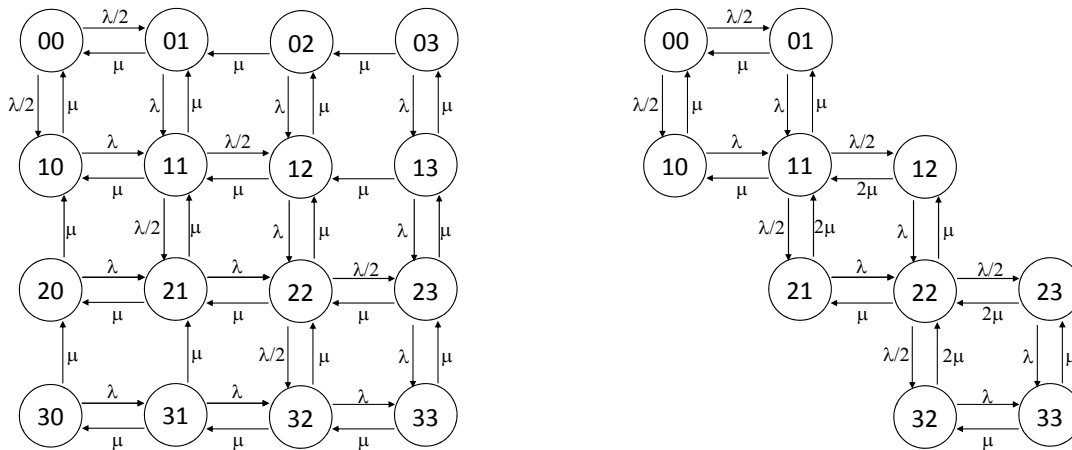 λ/2 λ/2
00 01 02 03 00 01
μ μ μ μ
λ/2 μ λ μ λ μ λ μ λ/2 μ λ μ
λ λ/2 λ λ/2
10 11 12 13 10 11 12
μ μ μ μ 2μ
μ λ/2 μ λ μ λ μ λ/2 2μ λ μ
λ λ λ/2 λ λ/2
20 21 22 23 21 22 23
μ μ μ μ 2μ
μ μ λ/2 μ λ μ λ/2 2μ λ μ
λ λ λ λ
30 31 32 33 32 33
μ μ μ μ